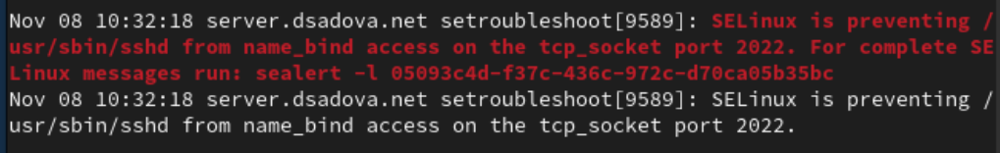 Nov 08 10:32:18 server.dsadova.net setroubleshoot[9589]: SELinux is preventing /
usr/sbin/sshd from name_bind access on the tcp_socket port 2022. For complete SE
Linux messages run: sealert -l 05093c4d-f37c-436c-972c-d70ca05b35bc
Nov 08 10:32:18 server.dsadova.net setroubleshoot[9589]: SELinux is preventing /
usr/sbin/sshd from name_bind access on the tcp_socket port 2022.